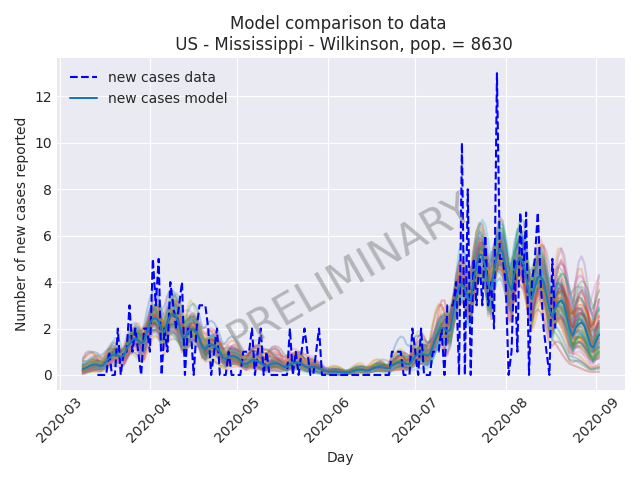 Model comparison to data
US - Mississippi - Wilkinson, pop. = 8630
new cases data
new cases model
PRELIMINARY
Number of new cases reported
12
10
8
6
4
2
0
2020-03
2020-04
2020-05
2020-06
2020-07
2020-08
2020-09
Day